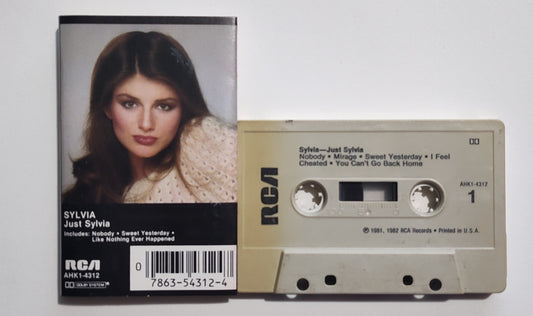 SYLVIA
Just Sylvia
Includes: Nobody • Sweet Yesterday •
Like Nothing Ever Happened
RCA
AHK1-4312
DOLBY SYSTEM
0 7863-54312-4
Sylvia—Just Sylvia
Nobody • Mirage • Sweet Yesterday • I Feel
Cheated • You Can't Go Back Home
RCA
AHK1-4312
1
℗ 1981, 1982 RCA Records • Printed in U.S.A.